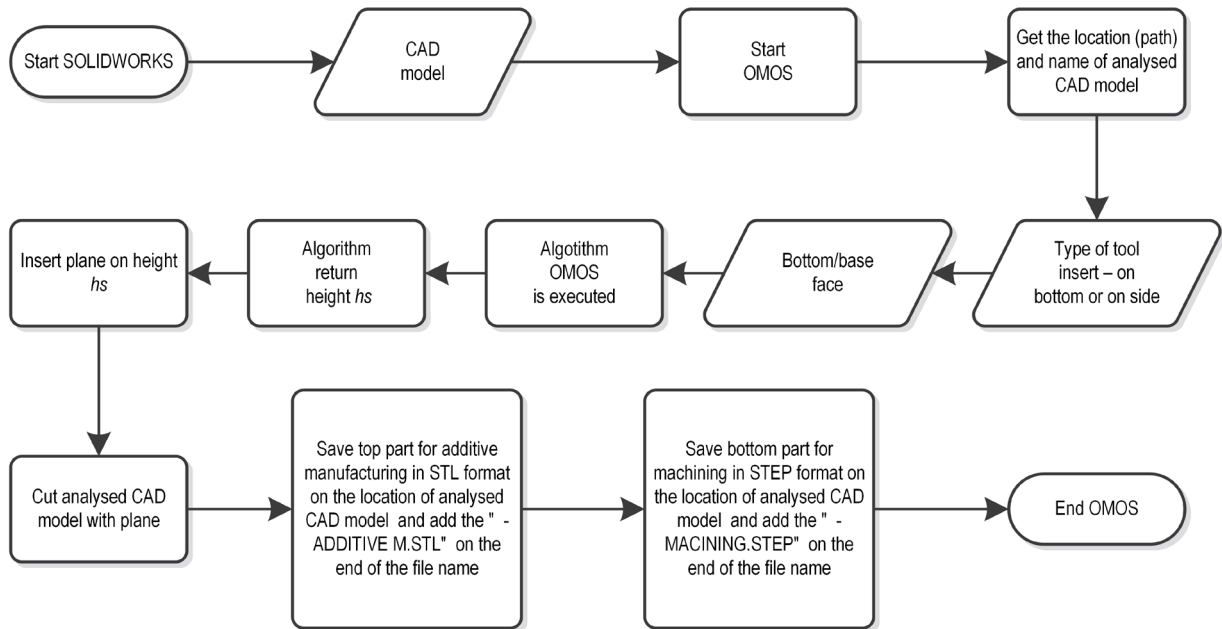 Start SOLIDWORKS
CAD
model
Start
OMOS
Get the location (path)
and name of analysed
CAD model
Type of tool
insert – on
bottom or on side
Bottom/base
face
Algotithm
OMOS
is executed
Algorithm
return
height hs
Insert plane on height
hs
Cut analysed CAD
model with plane
Save top part for additive
manufacturing in STL format
on the location of analysed
CAD model and add the " -
ADDITIVE M.STL" on the
end of the file name
Save bottom part for
machining in STEP format on
the location of analysed CAD
model and add the " -
MACINING.STEP" on the
end of the file name
End OMOS